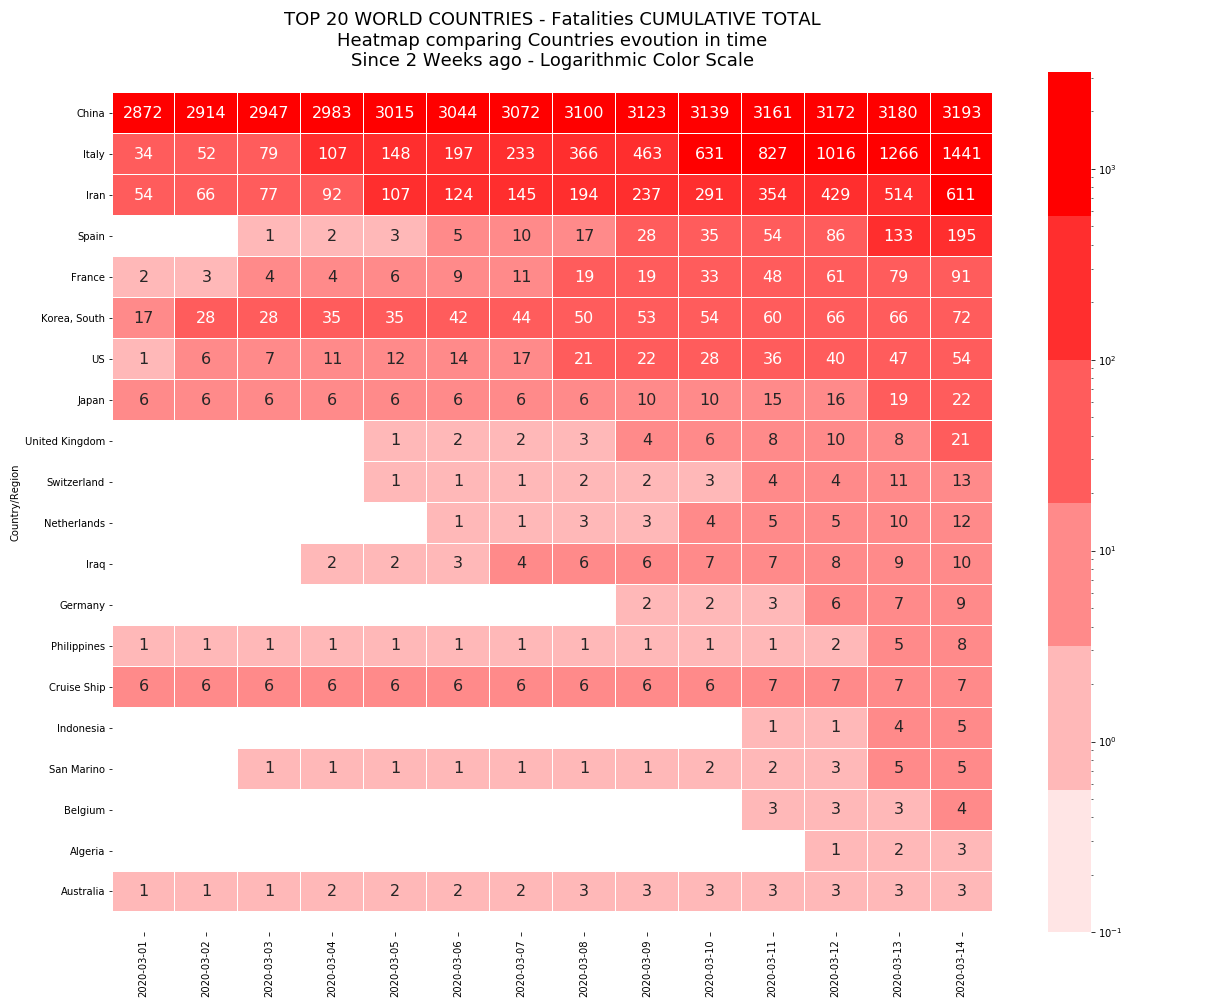 TOP 20 WORLD COUNTRIES - Fatalities CUMULATIVE TOTAL
Heatmap comparing Countries evoution in time
Since 2 Weeks ago - Logarithmic Color Scale
Country/Region
China 2872 2914 2947 2983 3015 3044 3072 3100 3123 3139 3161 3172 3180 3193
Italy 34 52 79 107 148 197 233 366 463 631 827 1016 1266 1441
Iran 54 66 77 92 107 124 145 194 237 291 354 429 514 611
Spain 1 2 3 5 10 17 28 35 54 86 133 195
France 2 3 4 4 6 9 11 19 19 33 48 61 79 91
Korea, South 17 28 28 35 35 42 44 50 53 54 60 66 66 72
US 1 6 7 11 12 14 17 21 22 28 36 40 47 54
Japan 6 6 6 6 6 6 6 6 10 10 15 16 19 22
United Kingdom 1 2 2 3 4 6 8 10 8 21
Switzerland 1 1 1 2 2 3 4 4 11 13
Netherlands 1 1 3 3 4 5 5 10 12
Iraq 2 2 3 4 6 6 7 7 8 9 10
Germany 2 2 3 6 7 9
Philippines 1 1 1 1 1 1 1 1 1 1 1 2 5 8
Cruise Ship 6 6 6 6 6 6 6 6 6 6 7 7 7 7
Indonesia 1 1 4 5
San Marino 1 1 1 1 1 1 1 2 2 3 5 5
Belgium 3 3 3 4
Algeria 1 2 3
Australia 1 1 1 2 2 2 2 3 3 3 3 3 3 3
2020-03-01 2020-03-02 2020-03-03 2020-03-04 2020-03-05 2020-03-06 2020-03-07 2020-03-08 2020-03-09 2020-03-10 2020-03-11 2020-03-12 2020-03-13 2020-03-14
10³
10²
10¹
10⁰
10⁻¹